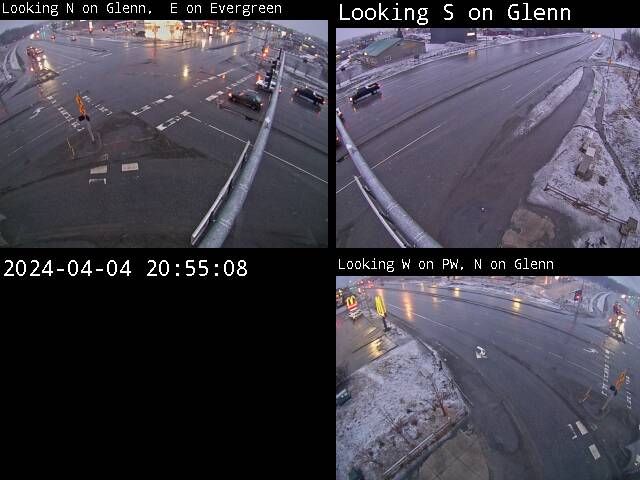 Looking N on Glenn,  E on Evergreen
Looking S on Glenn
2024-04-04 20:55:08
Looking W on PW, N on Glenn